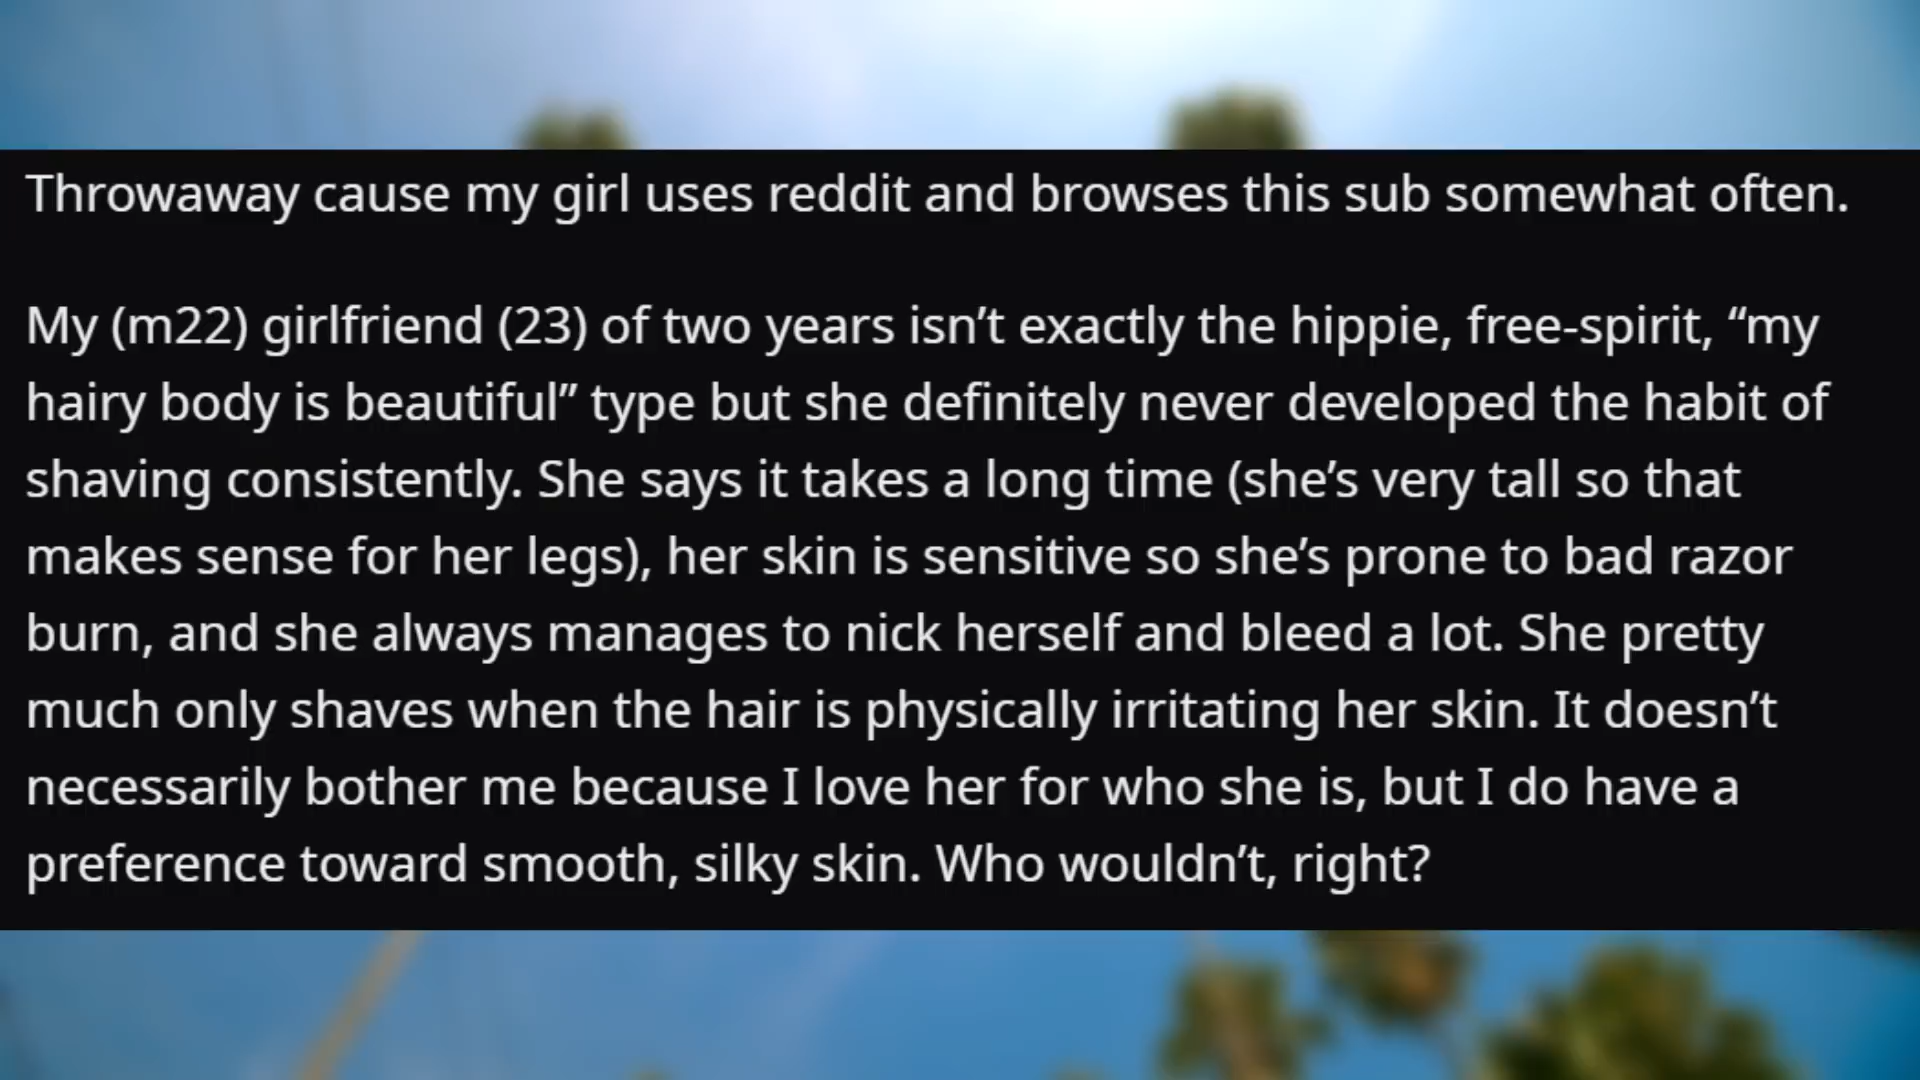 Throwaway cause my girl uses reddit and browses this sub somewhat often.
My (m22) girlfriend (23) of two years isn’t exactly the hippie, free-spirit, “my
hairy body is beautiful” type but she definitely never developed the habit of
shaving consistently. She says it takes a long time (she’s very tall so that
makes sense for her legs), her skin is sensitive so she’s prone to bad razor
burn, and she always manages to nick herself and bleed a lot. She pretty
much only shaves when the hair is physically irritating her skin. It doesn’t
necessarily bother me because I love her for who she is, but I do have a
preference toward smooth, silky skin. Who wouldn’t, right?